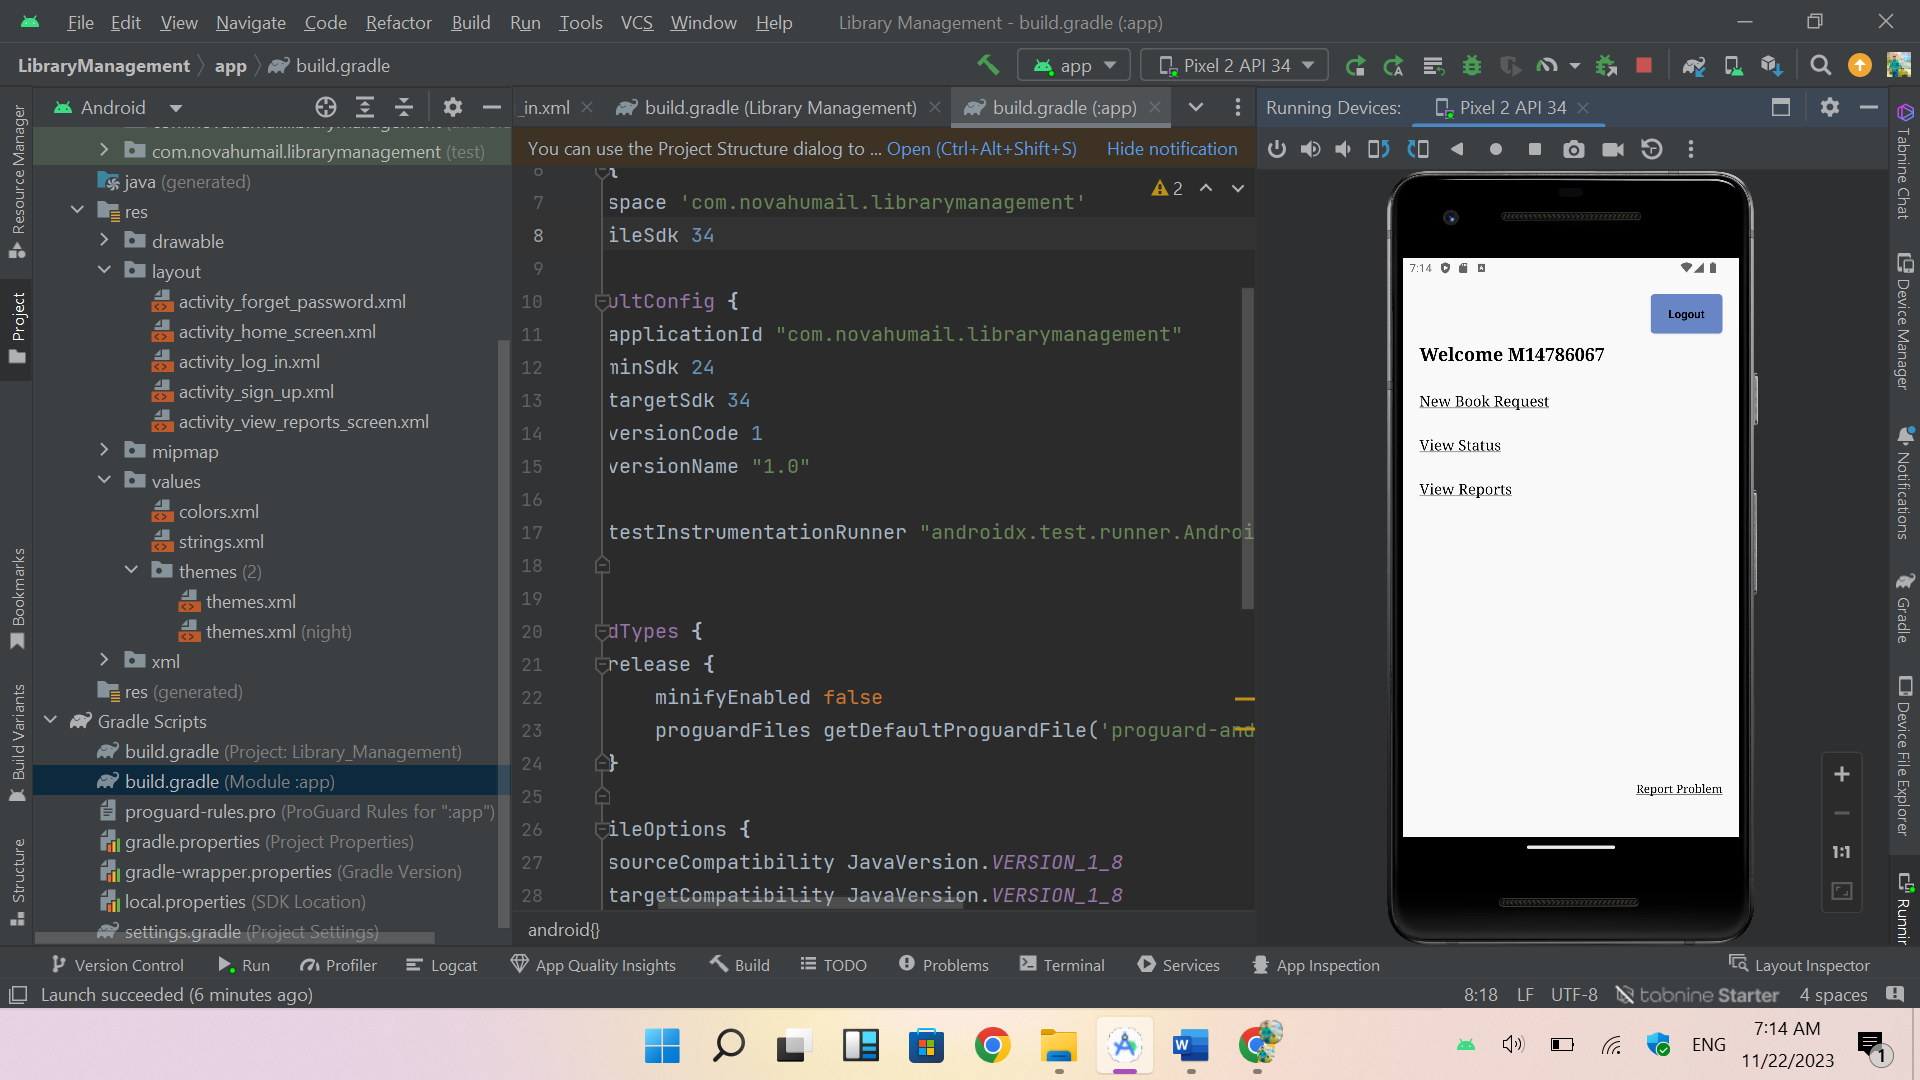 File Edit View Navigate Code Refactor Build Run Tools VCS Window Help Library Management - build.gradle (:app)
LibraryManagement app build.gradle app Pixel 2 API 34
Android
_in.xml build.gradle (Library Management) build.gradle (:app)
Running Devices: Pixel 2 API 34
You can use the Project Structure dialog to ... Open (Ctrl+Alt+Shift+S) Hide notification
Resource Manager
Project
Bookmarks
Build Variants
Structure
com.novahumail.librarymanagement (test)
java (generated)
res
drawable
layout
activity_forget_password.xml
activity_home_screen.xml
activity_log_in.xml
activity_sign_up.xml
activity_view_reports_screen.xml
mipmap
values
colors.xml
strings.xml
themes (2)
themes.xml
themes.xml (night)
xml
res (generated)
Gradle Scripts
build.gradle (Project: Library_Management)
build.gradle (Module :app)
proguard-rules.pro (ProGuard Rules for ":app")
gradle.properties (Project Properties)
gradle-wrapper.properties (Gradle Version)
local.properties (SDK Location)
settings.gradle (Project Settings)
2
6 {
7 space 'com.novahumail.librarymanagement'
8 ileSdk 34
9
10 ultConfig {
11 applicationId "com.novahumail.librarymanagement"
12 minSdk 24
13 targetSdk 34
14 versionCode 1
15 versionName "1.0"
16
17 testInstrumentationRunner "androidx.test.runner.Androi
18
19
20 dTypes {
21 release {
22 minifyEnabled false
23 proguardFiles getDefaultProguardFile('proguard-and
24 }
25
26 ileOptions {
27 sourceCompatibility JavaVersion.VERSION_1_8
28 targetCompatibility JavaVersion.VERSION_1_8
android{}
7:14
Logout
Welcome M14786067
New Book Request
View Status
View Reports
Report Problem
1:1
Tabnine Chat
Device Manager
Notifications
Gradle
Device File Explorer
Runnin
Version Control Run Profiler Logcat App Quality Insights Build TODO Problems Terminal Services App Inspection Layout Inspector
Launch succeeded (6 minutes ago) 8:18 LF UTF-8 tabnine Starter 4 spaces
ENG 7:14 AM
11/22/2023 1